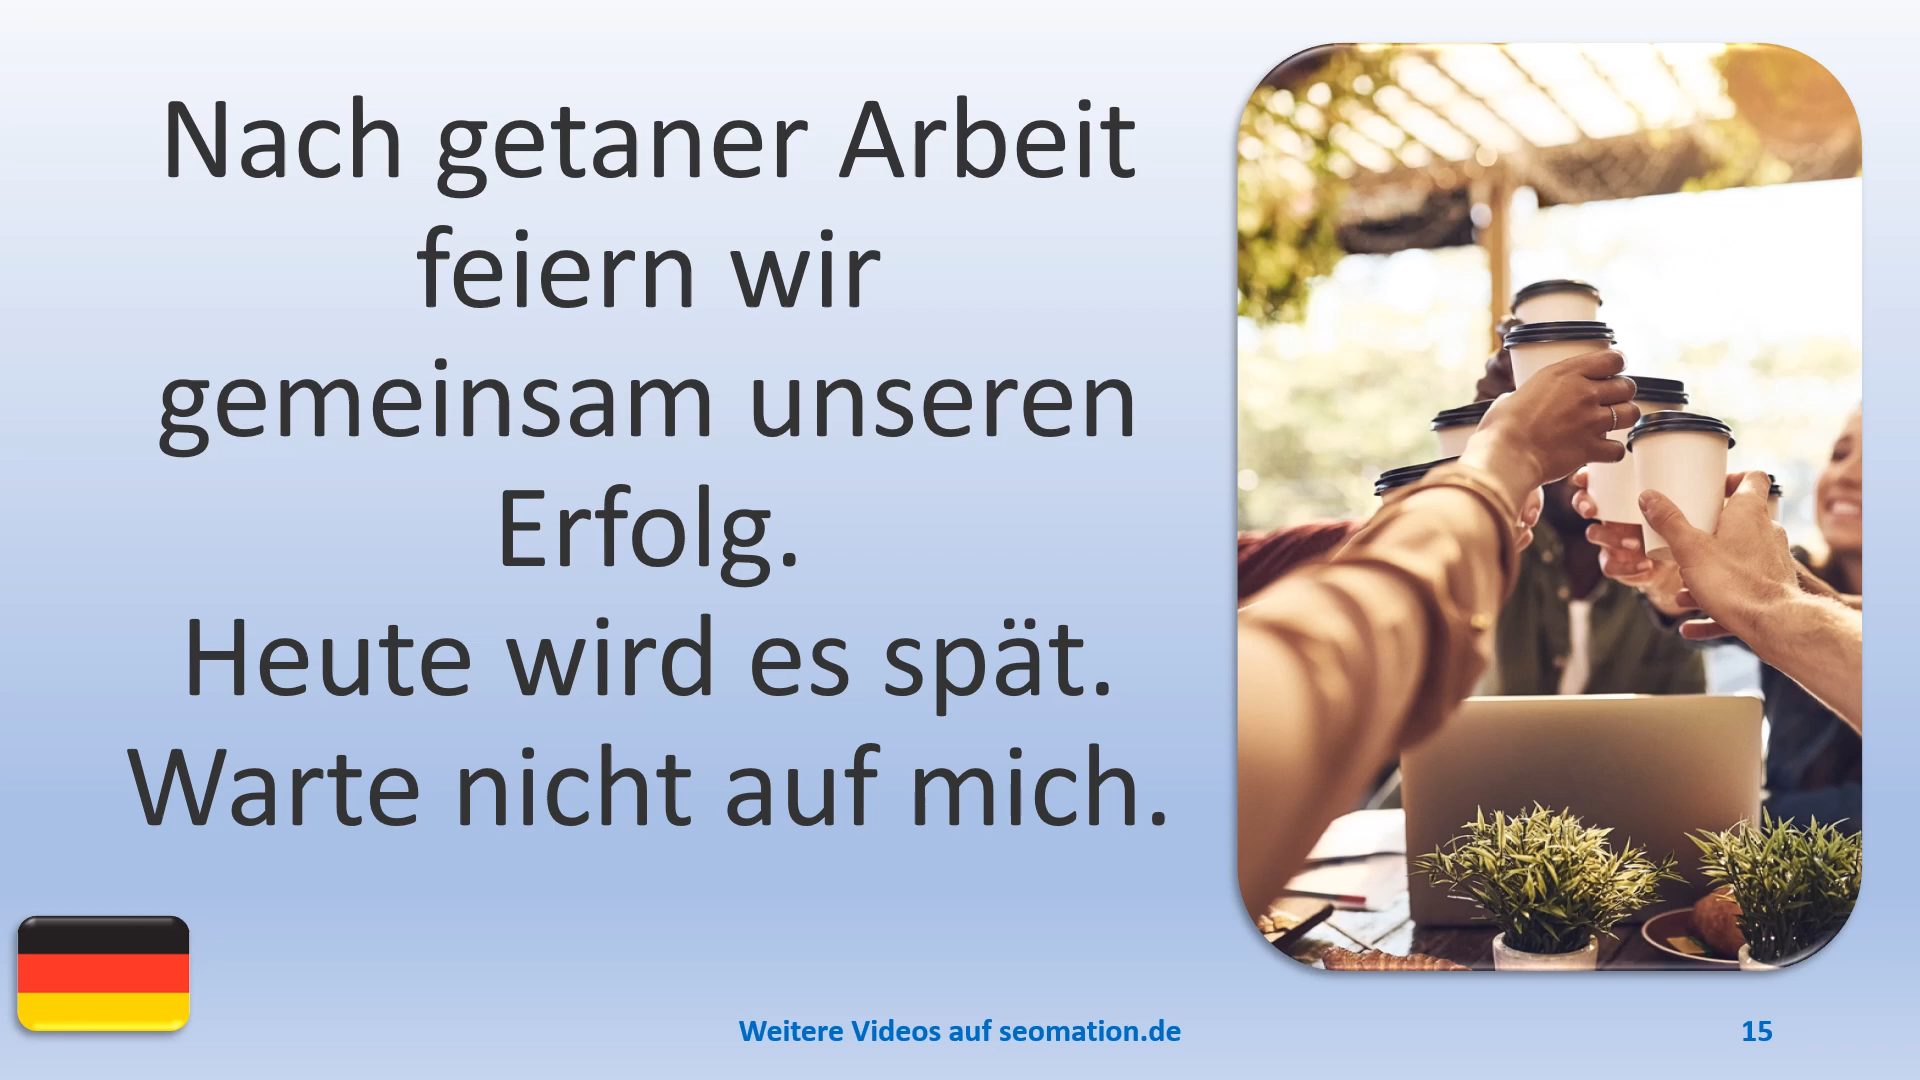 Nach getaner Arbeit
feiern wir
gemeinsam unseren
Erfolg.
Heute wird es spät.
Warte nicht auf mich.
Weitere Videos auf seomation.de
15